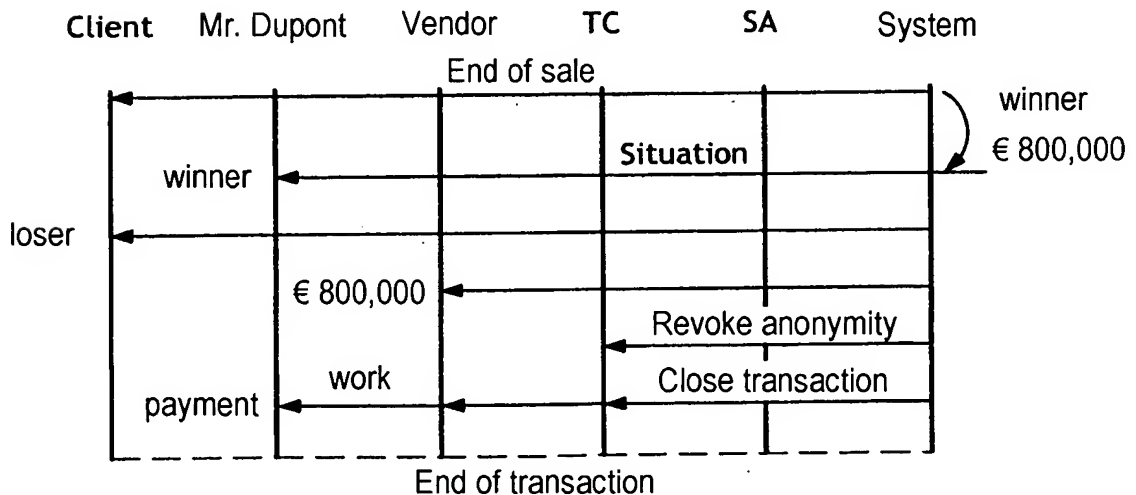 Client Mr. Dupont Vendor TC SA System
End of sale
winner
€ 800,000
Situation
winner
loser
€ 800,000
Revoke anonymity
work
Close transaction
payment
End of transaction